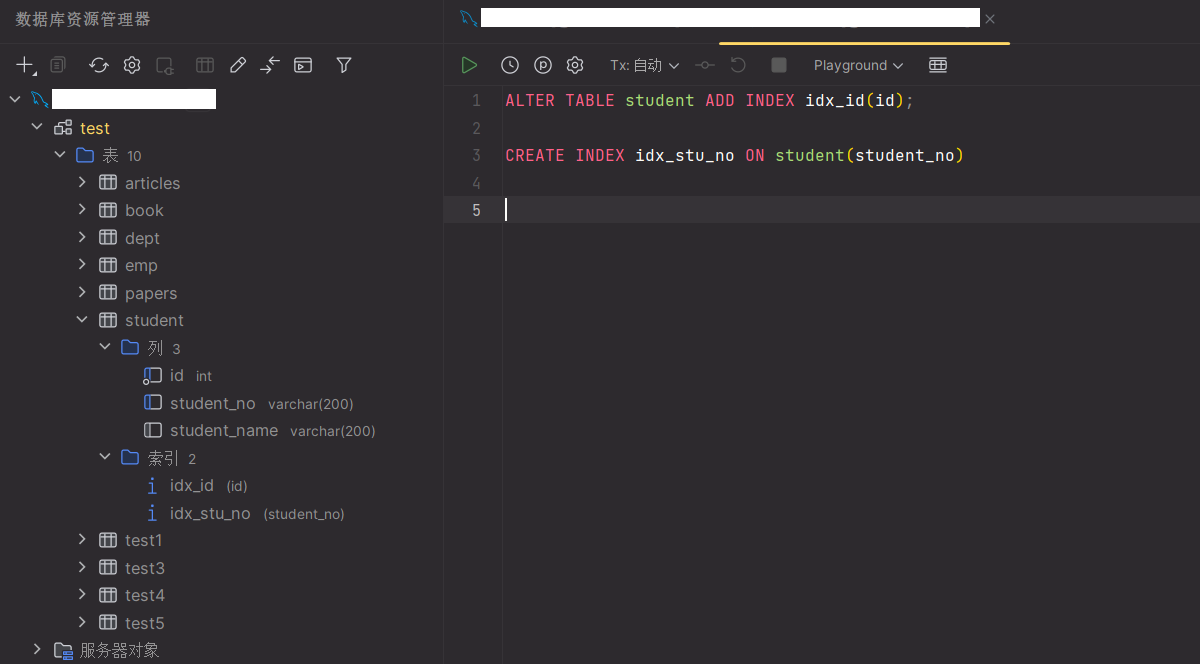 数据库资源管理器
Tx: 自动
Playground
test
表 10
articles
book
dept
emp
papers
student
列 3
id int
student_no varchar(200)
student_name varchar(200)
索引 2
idx_id (id)
idx_stu_no (student_no)
test1
test3
test4
test5
服务器对象
1 ALTER TABLE student ADD INDEX idx_id(id);
2
3 CREATE INDEX idx_stu_no ON student(student_no)
4
5